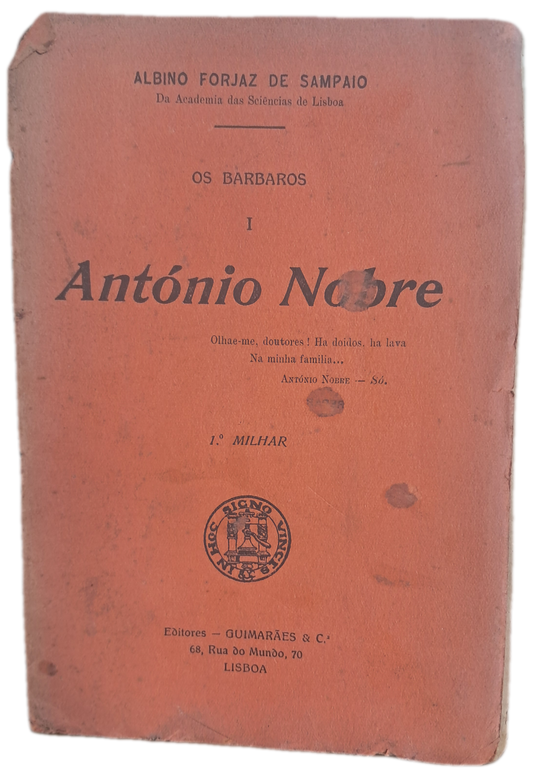 ALBINO FORJAZ DE SAMPAIO
Da Academia das Sciências de Lisboa
OS BARBAROS
I
António Nobre
Olhae-me, doutores! Ha doidos, ha lava
Na minha familia...
ANTÓNIO NOBRE — Só.
1.º MILHAR
IN HOC SIGNO VINCES
Editores — GUIMARÃES & C.ª
68, Rua do Mundo, 70
LISBOA